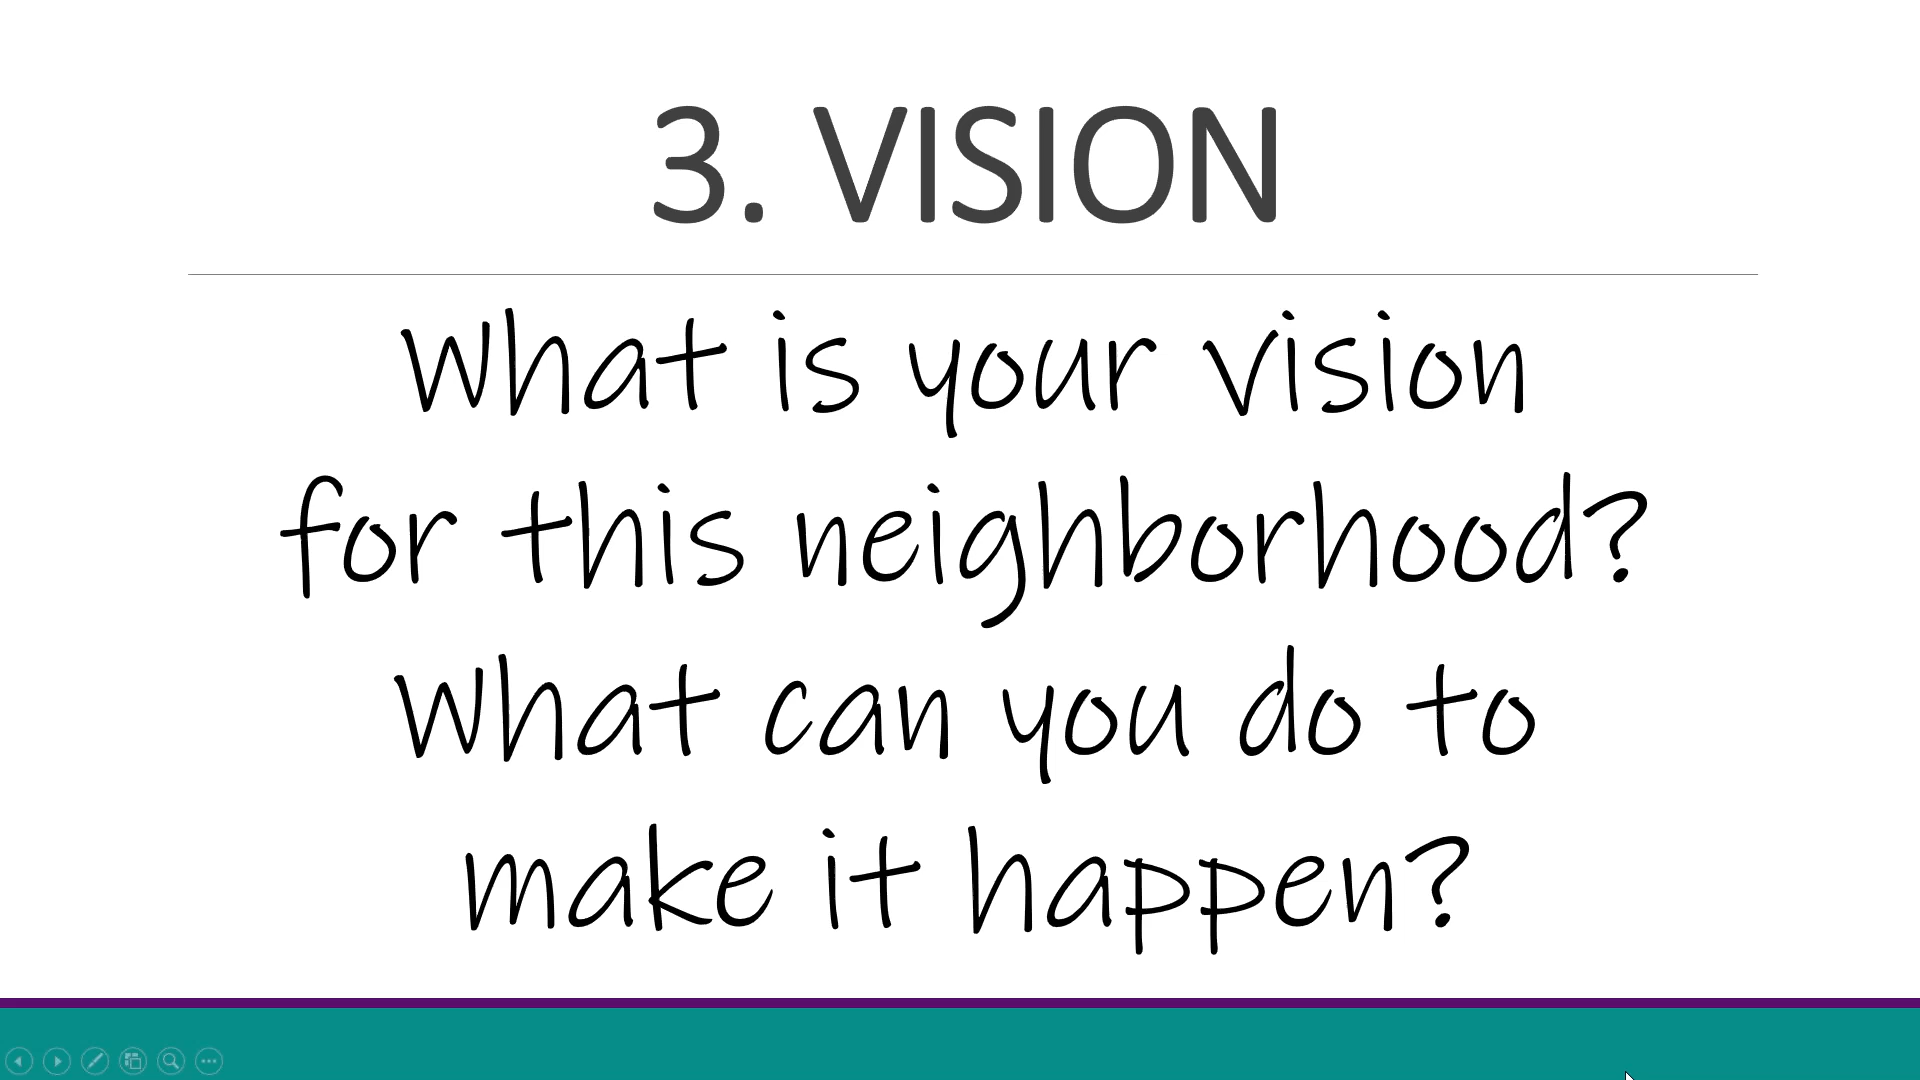 3. VISION
What is your vision
for this neighborhood?
What can you do to
make it happen?